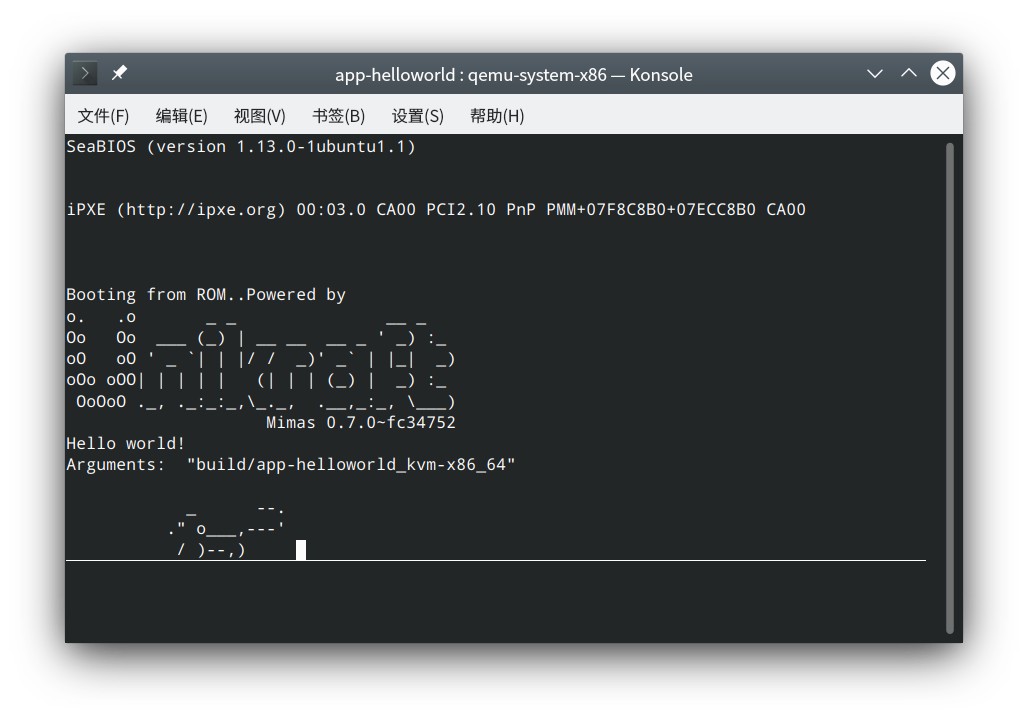 app-helloworld : qemu-system-x86 — Konsole
文件(F) 编辑(E) 视图(V) 书签(B) 设置(S) 帮助(H)
SeaBIOS (version 1.13.0-1ubuntu1.1)
iPXE (http://ipxe.org) 00:03.0 CA00 PCI2.10 PnP PMM+07F8C8B0+07ECC8B0 CA00
Booting from ROM..Powered by
o.   .o       _ _               __ _
Oo   Oo  ___ (_) | __ __  __ _ ' _) :_
oO   oO ' _ `| | |/ /  _)' _` | |_|  _)
oOo oOO| | | | |   (| | | (_) |  _) :_
 OoOoO ._, ._:_:_,\_._,  .__,_:_, \___)
                    Mimas 0.7.0~fc34752
Hello world!
Arguments:  "build/app-helloworld_kvm-x86_64"
            _      --.
          ." o___,---'
           / )--,)